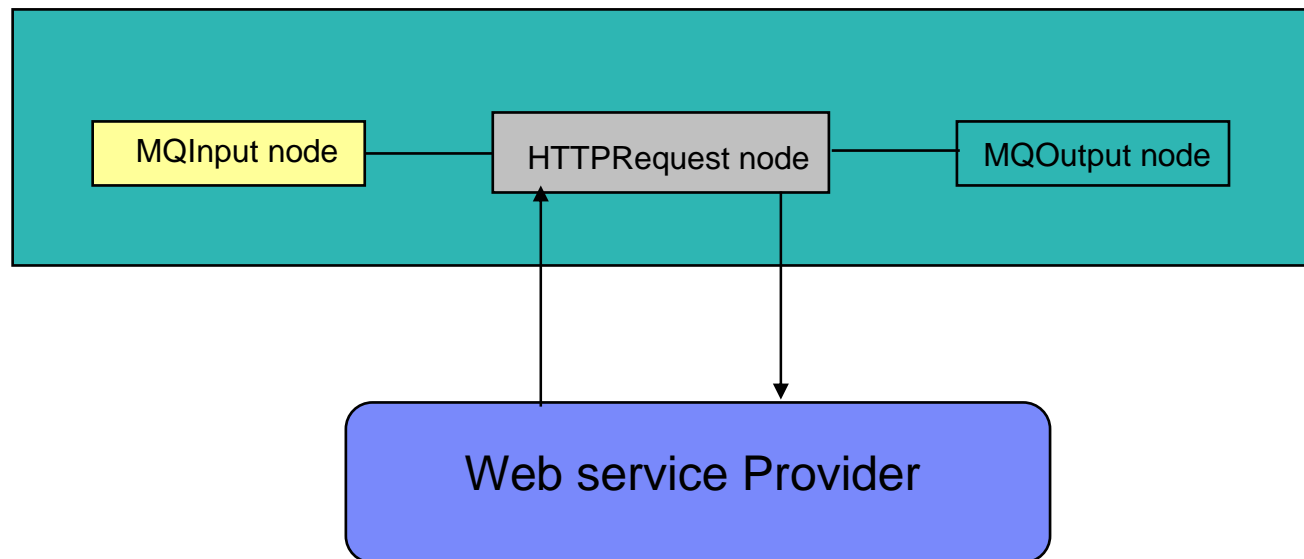 MQInput node
HTTPRequest node
MQOutput node
Web service Provider